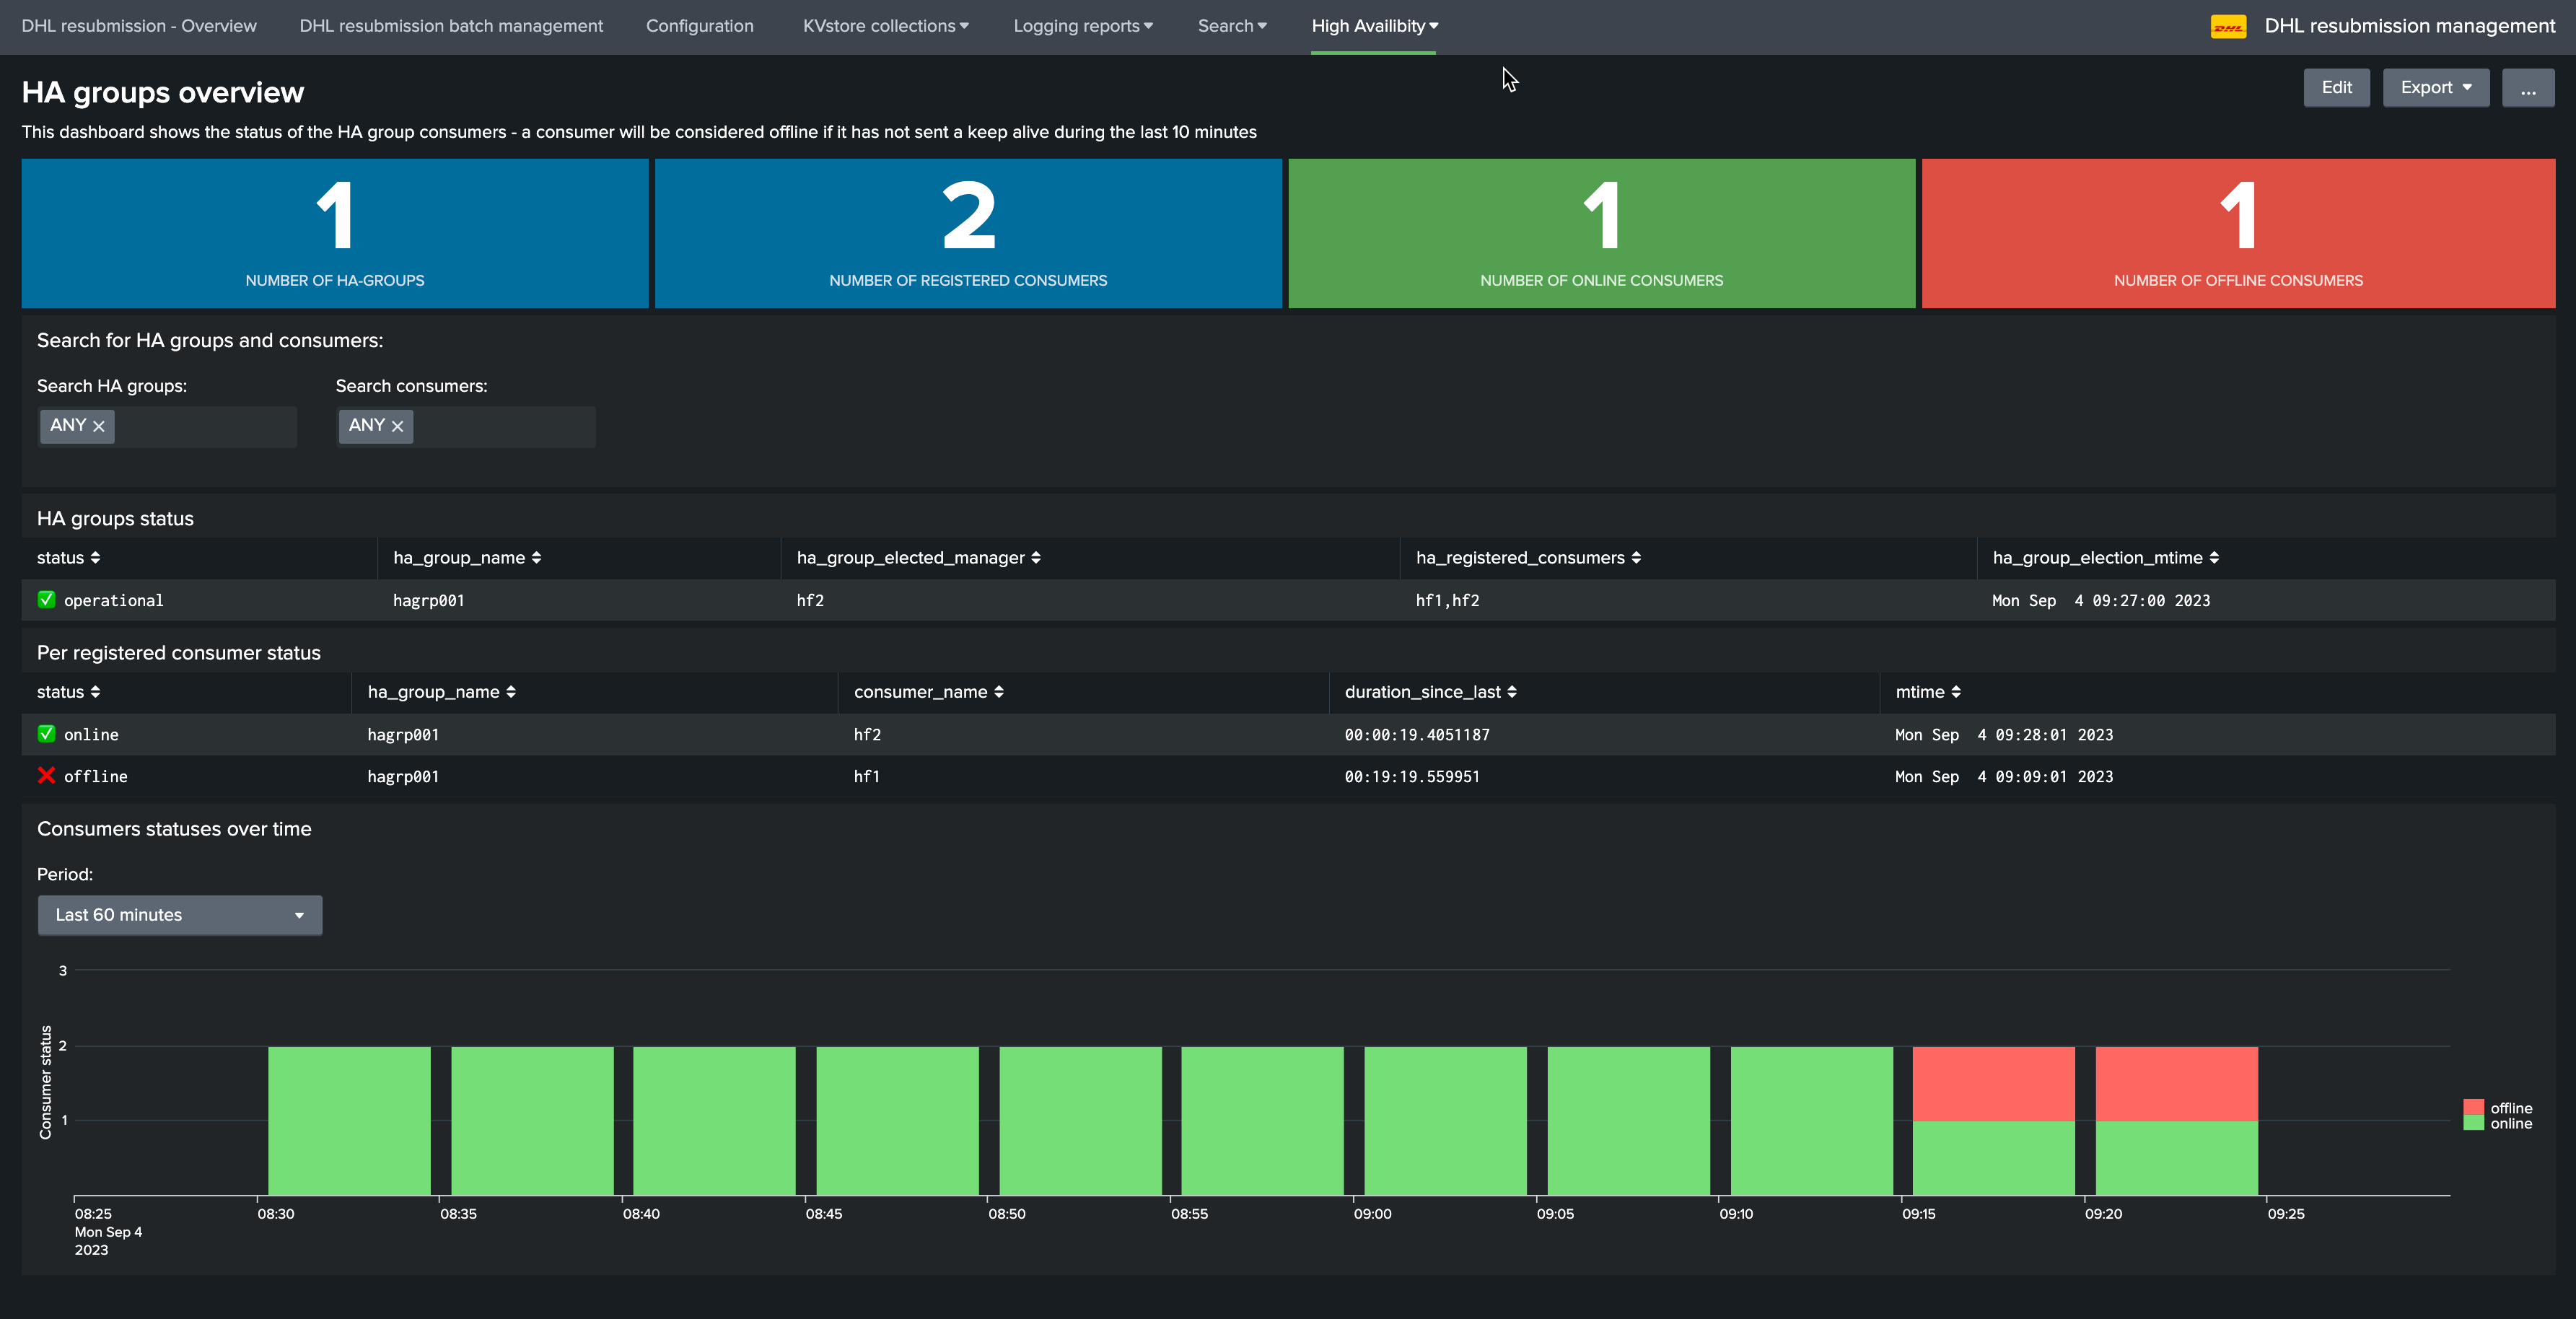 DHL resubmission - Overview DHL resubmission batch management Configuration KVstore collections Logging reports Search High Availibity DHL DHL resubmission management
HA groups overview Edit Export ...
This dashboard shows the status of the HA group consumers - a consumer will be considered offline if it has not sent a keep alive during the last 10 minutes
1 2 1 1
NUMBER OF HA-GROUPS NUMBER OF REGISTERED CONSUMERS NUMBER OF ONLINE CONSUMERS NUMBER OF OFFLINE CONSUMERS
Search for HA groups and consumers:
Search HA groups: Search consumers:
ANY ANY
HA groups status
status ha_group_name ha_group_elected_manager ha_registered_consumers ha_group_election_mtime
operational hagrp001 hf2 hf1,hf2 Mon Sep 4 09:27:00 2023
Per registered consumer status
status ha_group_name consumer_name duration_since_last mtime
online hagrp001 hf2 00:00:19.4051187 Mon Sep 4 09:28:01 2023
offline hagrp001 hf1 00:19:19.559951 Mon Sep 4 09:09:01 2023
Consumers statuses over time
Period:
Last 60 minutes
3
2
1
Consumer status
offline
online
08:25 08:30 08:35 08:40 08:45 08:50 08:55 09:00 09:05 09:10 09:15 09:20 09:25
Mon Sep 4
2023